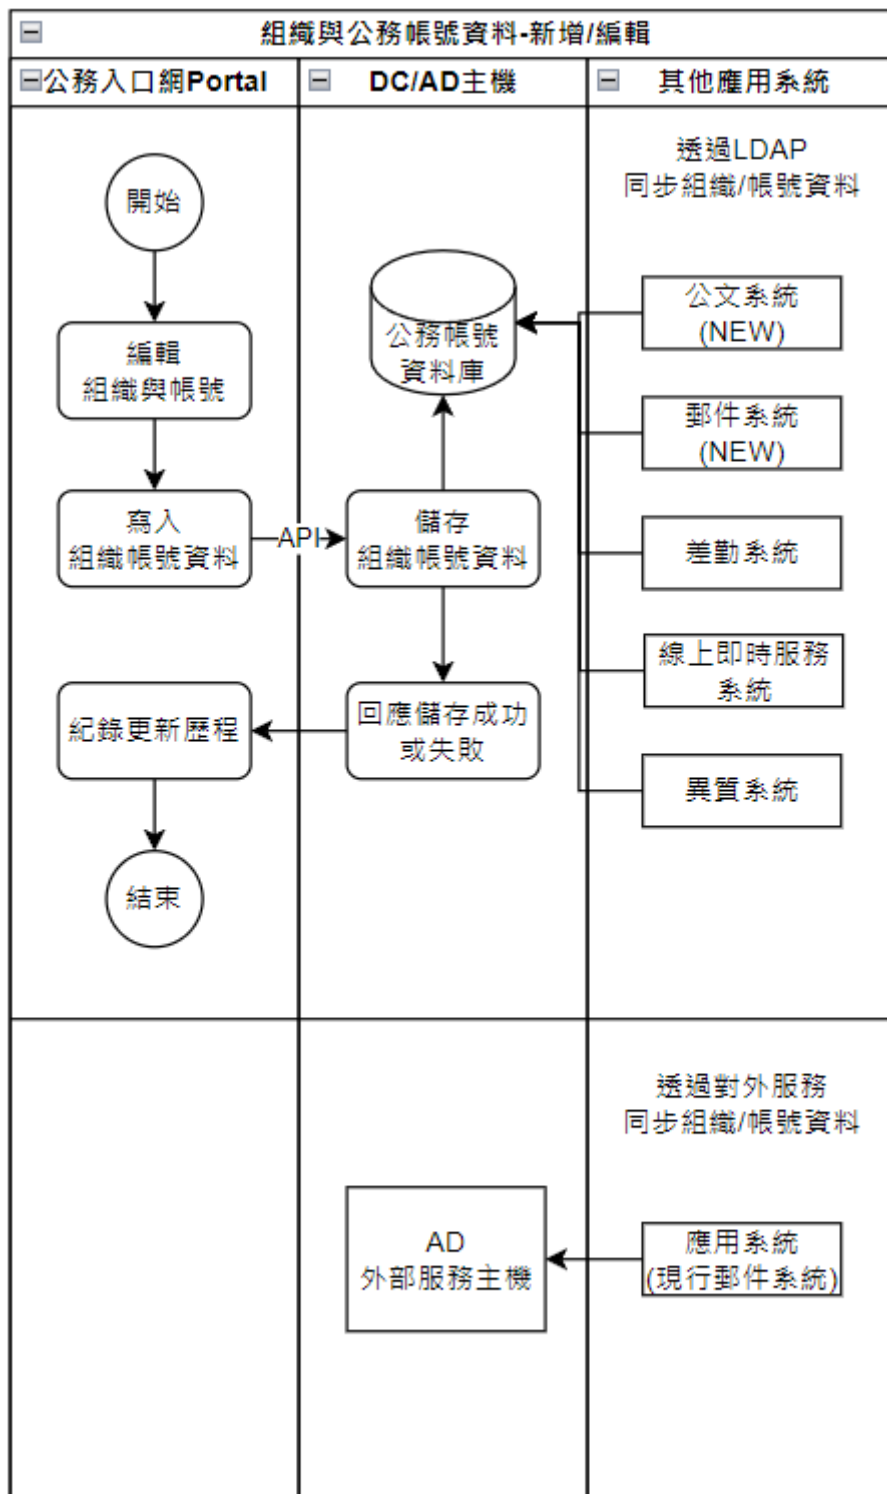 組織與公務帳號資料-新增/編輯
公務入口網Portal
DC/AD主機
其他應用系統
透過LDAP
同步組織/帳號資料
開始
公務帳號
資料庫
公文系統
(NEW)
編輯
組織與帳號
郵件系統
(NEW)
寫入
組織帳號資料
API
儲存
組織帳號資料
差勤系統
線上即時服務
系統
紀錄更新歷程
回應儲存成功
或失敗
異質系統
結束
透過對外服務
同步組織/帳號資料
AD
外部服務主機
應用系統
(現行郵件系統)